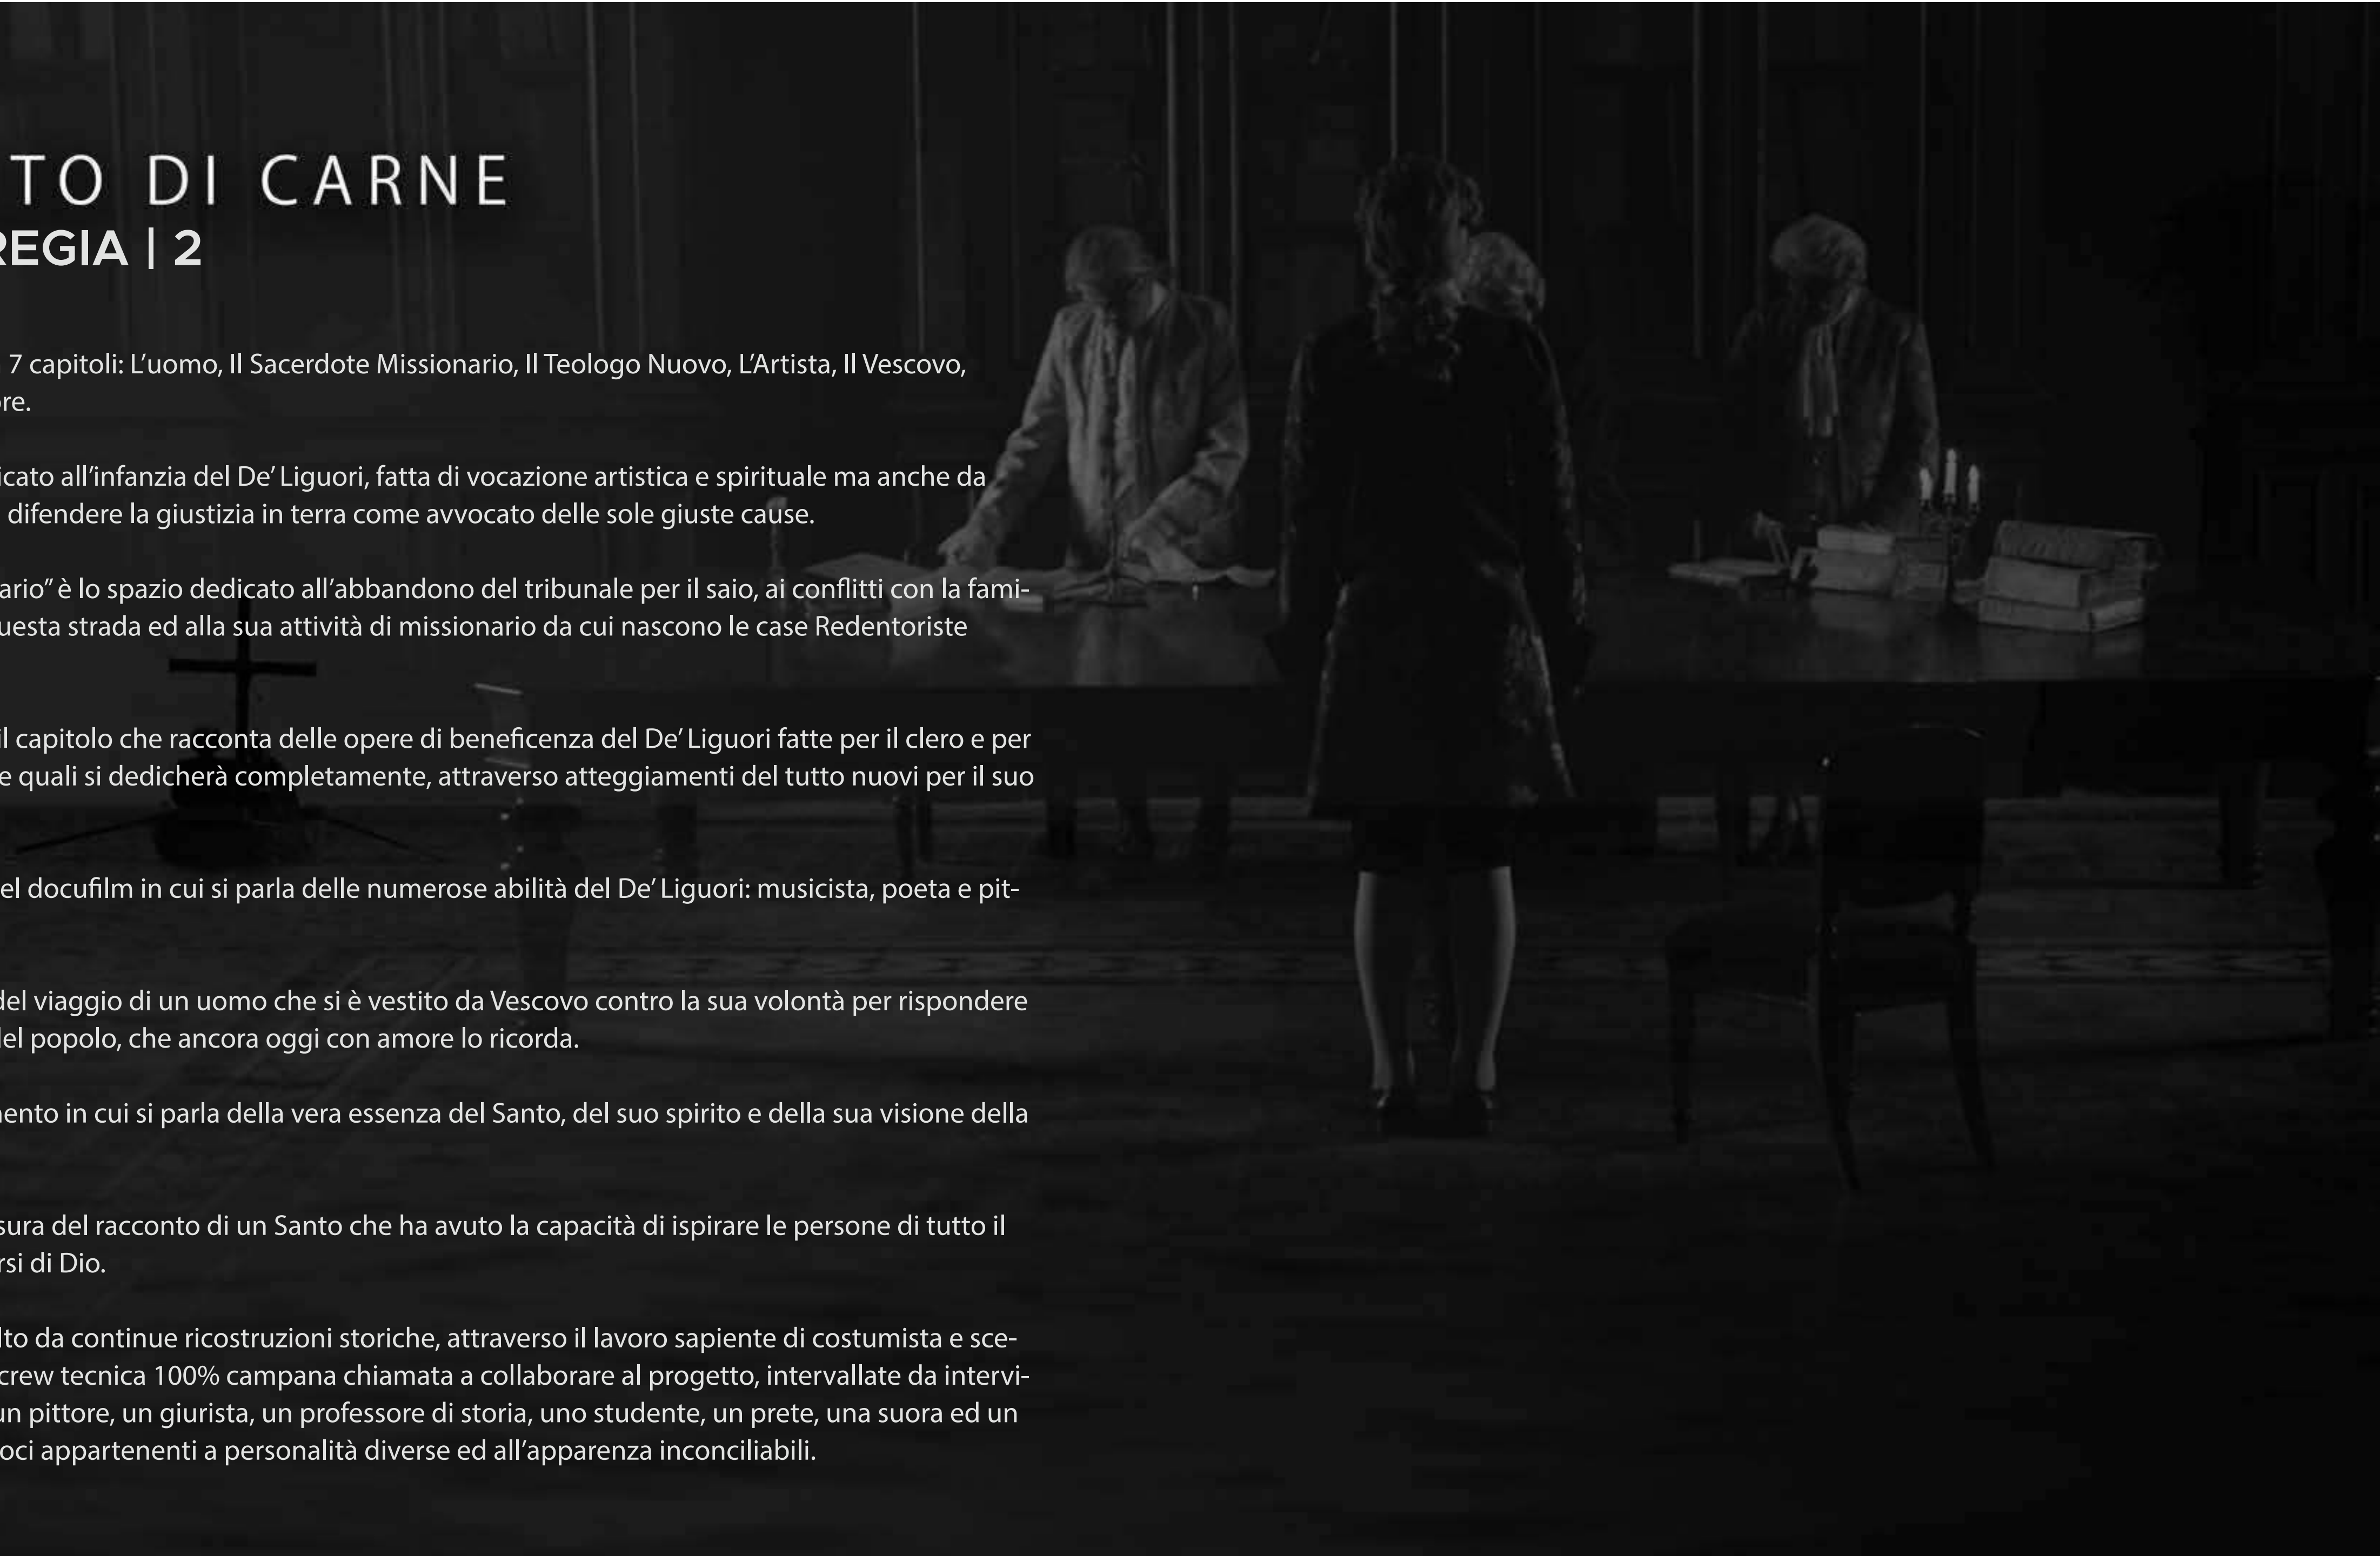 TO DI CARNE
REGIA | 2
7 capitoli: L’uomo, Il Sacerdote Missionario, Il Teologo Nuovo, L’Artista, Il Vescovo,
ore.
icato all’infanzia del De’ Liguori, fatta di vocazione artistica e spirituale ma anche da
difendere la giustizia in terra come avvocato delle sole giuste cause.
ario” è lo spazio dedicato all’abbandono del tribunale per il saio, ai conflitti con la fami-
uesta strada ed alla sua attività di missionario da cui nascono le case Redentoriste
il capitolo che racconta delle opere di beneficenza del De’ Liguori fatte per il clero e per
e quali si dedicherà completamente, attraverso atteggiamenti del tutto nuovi per il suo
el docufilm in cui si parla delle numerose abilità del De’ Liguori: musicista, poeta e pit-
del viaggio di un uomo che si è vestito da Vescovo contro la sua volontà per rispondere
del popolo, che ancora oggi con amore lo ricorda.
ento in cui si parla della vera essenza del Santo, del suo spirito e della sua visione della
sura del racconto di un Santo che ha avuto la capacità di ispirare le persone di tutto il
rsi di Dio.
lto da continue ricostruzioni storiche, attraverso il lavoro sapiente di costumista e sce-
crew tecnica 100% campana chiamata a collaborare al progetto, intervallate da intervi-
un pittore, un giurista, un professore di storia, uno studente, un prete, una suora ed un
oci appartenenti a personalità diverse ed all’apparenza inconciliabili.